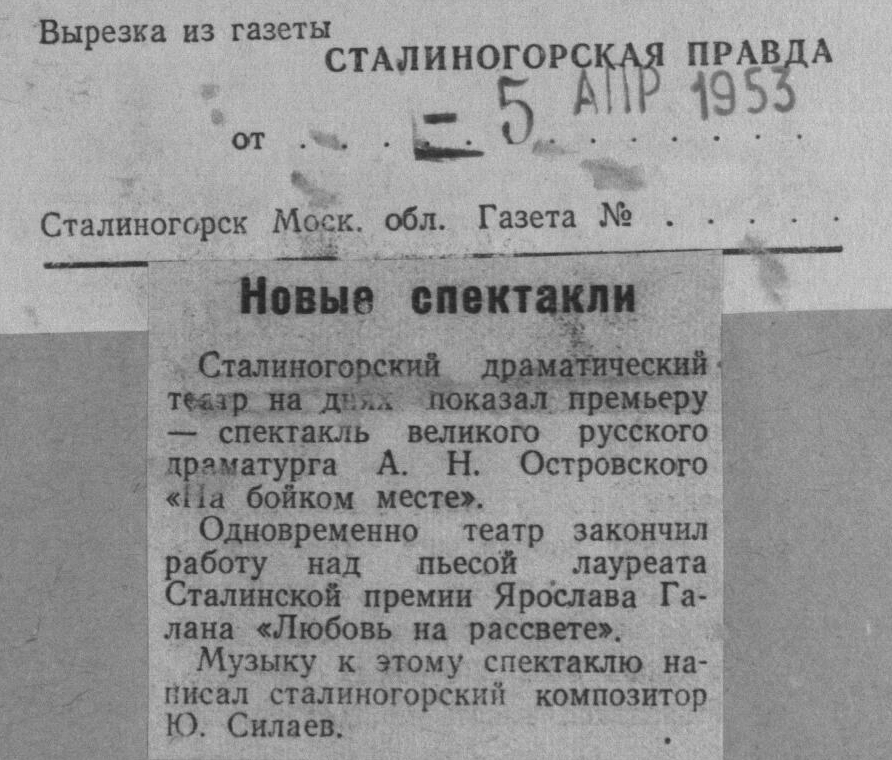 Вырезка из газеты
СТАЛИНОГОРСКАЯ ПРАВДА
от . . . . . . . . . . . .
- 5 АПР 1953
Сталиногорск Моск. обл. Газета № . . . . .
Новые спектакли
Сталиногорский драматический
театр на днях показал премьеру
— спектакль великого русского
драматурга А. Н. Островского
«На бойком месте».
Одновременно театр закончил
работу над пьесой лауреата
Сталинской премии Ярослава Га-
лана «Любовь на рассвете».
Музыку к этому спектаклю на-
писал сталиногорский композитор
Ю. Силаев.